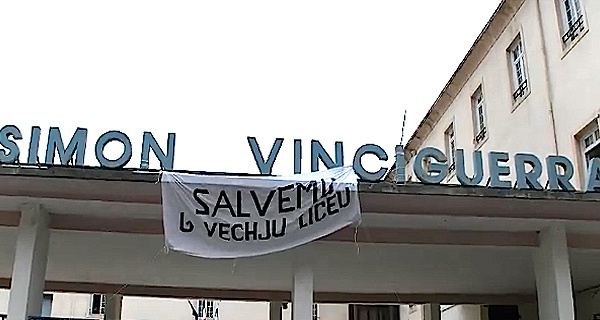 SIMON VINCIGUERRA
SALVEMU
U VECHJU LICEU